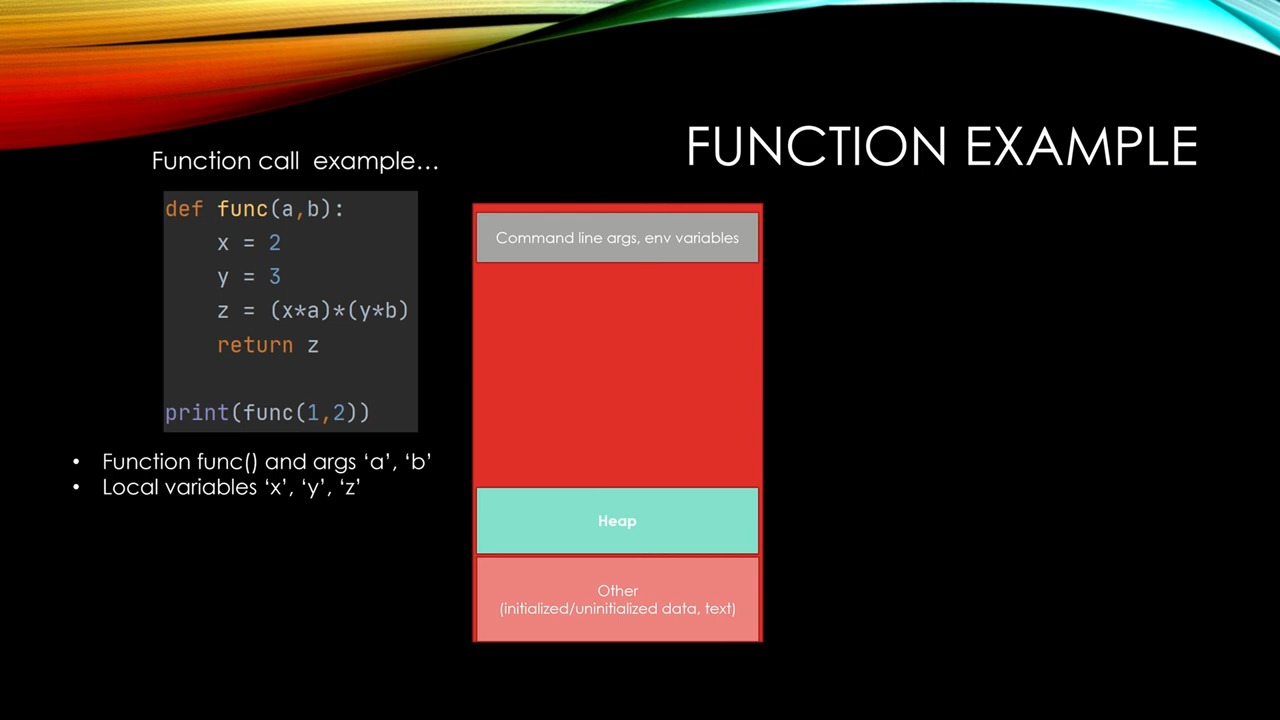 FUNCTION EXAMPLE
Function call  example…
def func(a,b):
    x = 2
    y = 3
    z = (x*a)*(y*b)
    return z
print(func(1,2))
• Function func() and args ‘a’, ‘b’
• Local variables ‘x’, ‘y’, ‘z’
Command line args, env variables
Heap
Other
(initialized/uninitialized data, text)